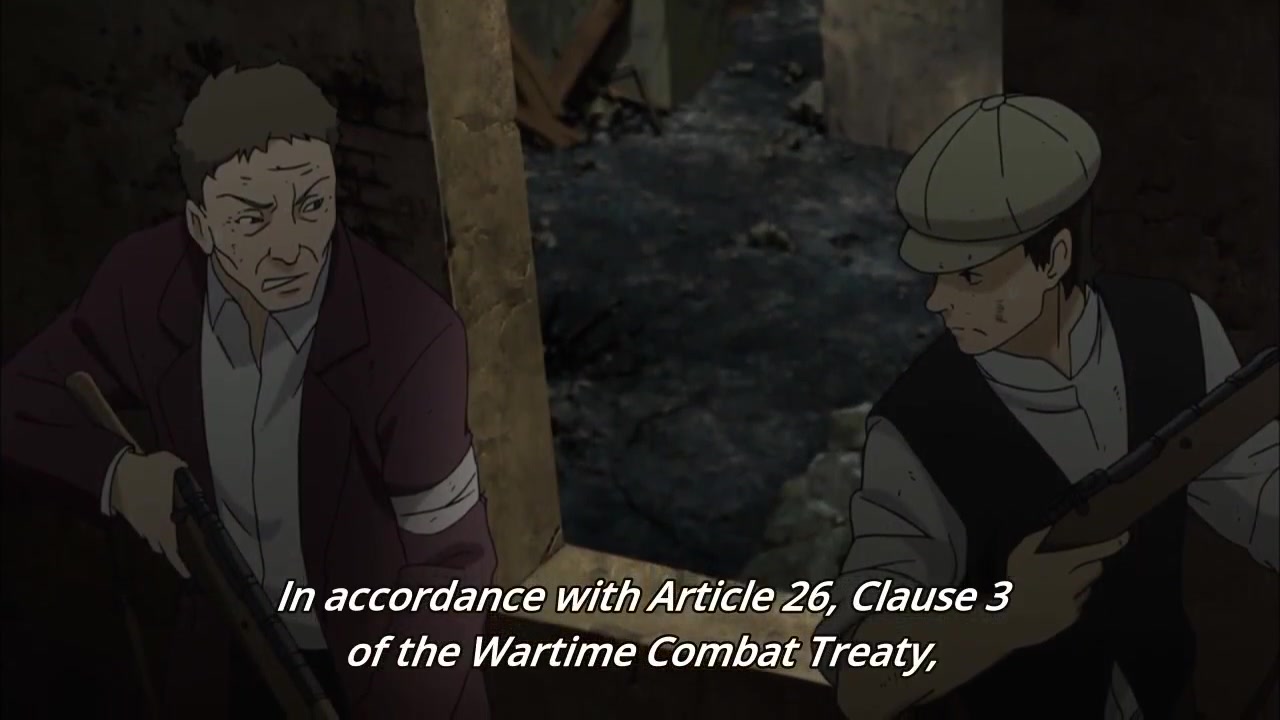 In accordance with Article 26, Clause 3
of the Wartime Combat Treaty,